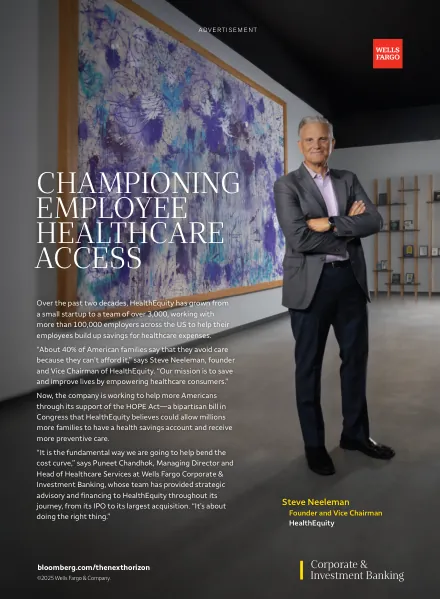 ADVERTISEMENT
WELLS
FARGO
CHAMPIONING
EMPLOYEE
HEALTHCARE
ACCESS
Over the past two decades, HealthEquity has grown from
a small startup to a team of over 3,000, working with
more than 100,000 employers across the US to help their
employees build up savings for healthcare expenses.
“About 40% of American families say that they avoid care
because they can’t afford it,” says Steve Neeleman, founder
and Vice Chairman of HealthEquity. “Our mission is to save
and improve lives by empowering healthcare consumers.”
Now, the company is working to help more Americans
through its support of the HOPE Act—a bipartisan bill in
Congress that HealthEquity believes could allow millions
more families to have a health savings account and receive
more preventive care.
“It is the fundamental way we are going to help bend the
cost curve,” says Puneet Chandhok, Managing Director and
Head of Healthcare Services at Wells Fargo Corporate &
Investment Banking, whose team has provided strategic
advisory and financing to HealthEquity throughout its
journey, from its IPO to its largest acquisition. “It’s about
doing the right thing.”
Steve Neeleman
Founder and Vice Chairman
HealthEquity
bloomberg.com/thenexthorizon
©2025 Wells Fargo & Company.
Corporate &
Investment Banking